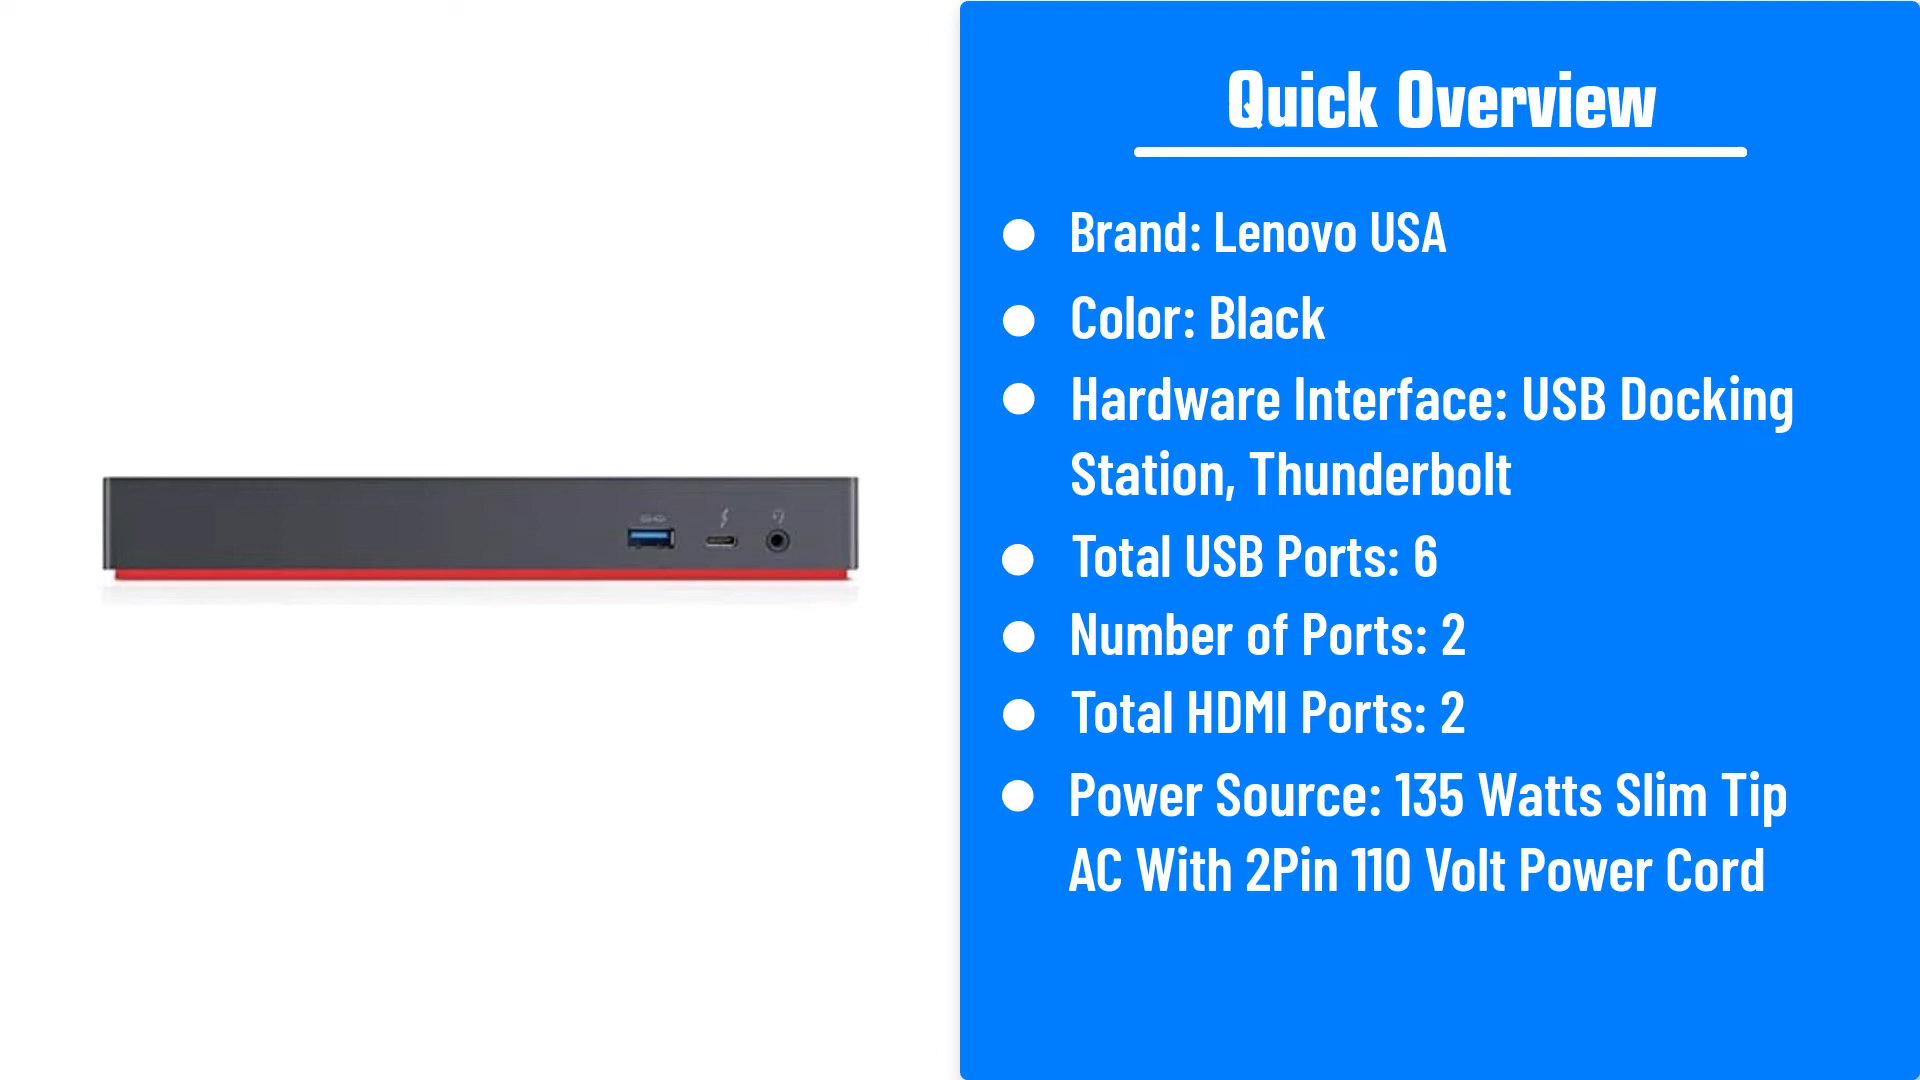 Quick Overview
Brand: Lenovo USA
Color: Black
Hardware Interface: USB Docking
Station, Thunderbolt
Total USB Ports: 6
Number of Ports: 2
Total HDMI Ports: 2
Power Source: 135 Watts Slim Tip
AC With 2Pin 110 Volt Power Cord